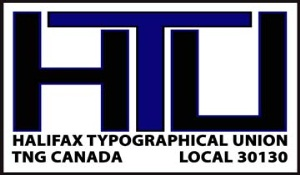 HTU
HALIFAX TYPOGRAPHICAL UNION
TNG CANADA LOCAL 30130